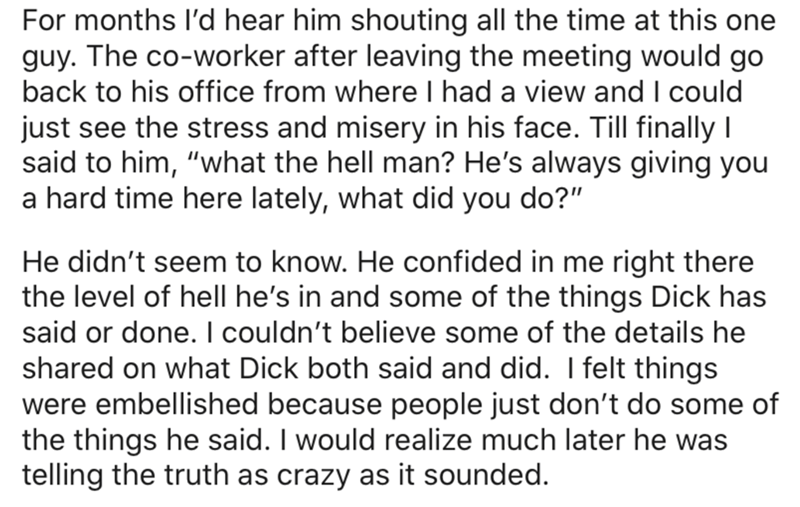 For months I’d hear him shouting all the time at this one
guy. The co-worker after leaving the meeting would go
back to his office from where I had a view and I could
just see the stress and misery in his face. Till finally I
said to him, “what the hell man? He’s always giving you
a hard time here lately, what did you do?”
He didn’t seem to know. He confided in me right there
the level of hell he’s in and some of the things Dick has
said or done. I couldn’t believe some of the details he
shared on what Dick both said and did.  I felt things
were embellished because people just don’t do some of
the things he said. I would realize much later he was
telling the truth as crazy as it sounded.